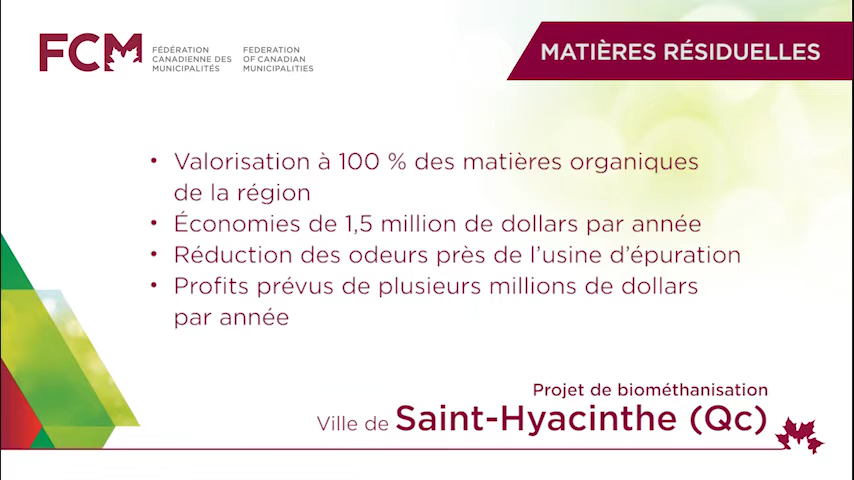 FCM
FÉDÉRATION
CANADIENNE DES
MUNICIPALITÉS
FEDERATION
OF CANADIAN
MUNICIPALITIES
MATIÈRES RÉSIDUELLES
• Valorisation à 100 % des matières organiques
de la région
• Économies de 1,5 million de dollars par année
• Réduction des odeurs près de l’usine d’épuration
• Profits prévus de plusieurs millions de dollars
par année
Projet de biométhanisation
Ville de Saint-Hyacinthe (Qc)